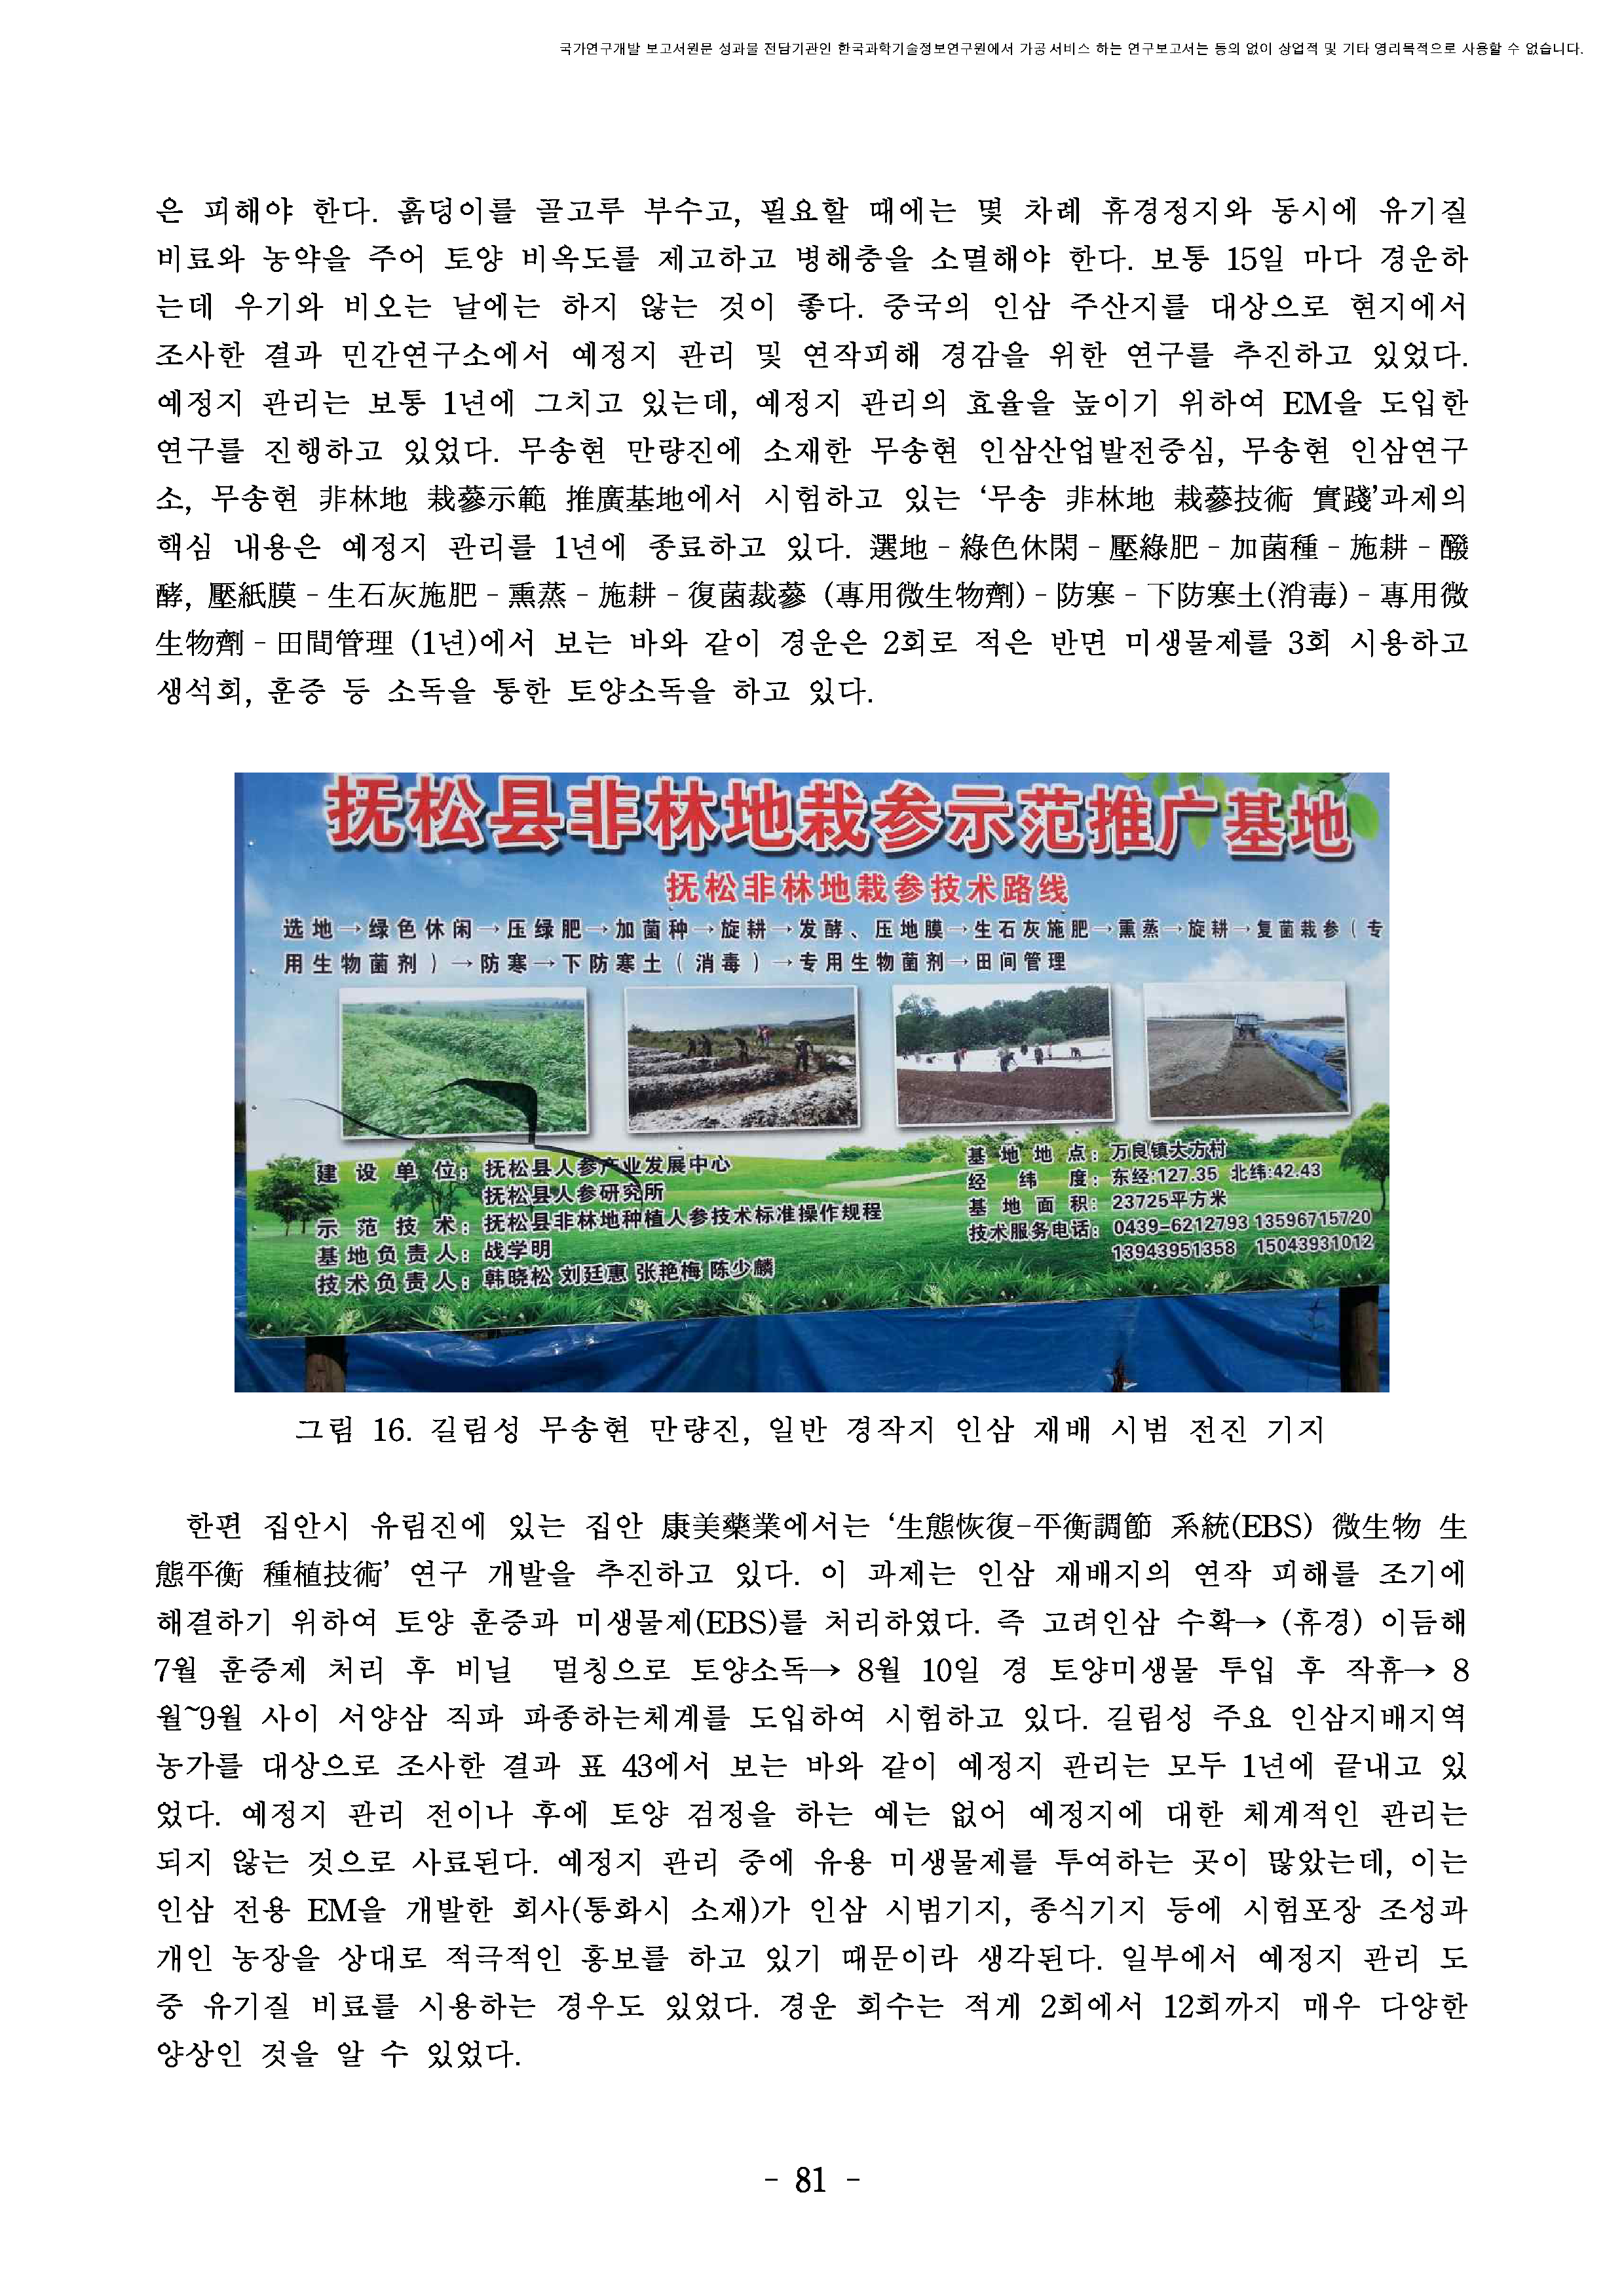 국가연구개발 보고서원문 성과물 전담기관인 한국과학기술정보연구원에서 가공·서비스 하는 연구보고서는 동의 없이 상업적 및 기타 영리목적으로 사용할 수 없습니다.
은 피해야 한다. 흙덩이를 골고루 부수고, 필요할 때에는 몇 차례 휴경정지와 동시에 유기질
비료와 농약을 주어 토양 비옥도를 제고하고 병해충을 소멸해야 한다. 보통 15일 마다 경운하
는데 우기와 비오는 날에는 하지 않는 것이 좋다. 중국의 인삼 주산지를 대상으로 현지에서
조사한 결과 민간연구소에서 예정지 관리 및 연작피해 경감을 위한 연구를 추진하고 있었다.
예정지 관리는 보통 1년에 그치고 있는데, 예정지 관리의 효율을 높이기 위하여 EM을 도입한
연구를 진행하고 있었다. 무송현 만량진에 소재한 무송현 인삼산업발전중심, 무송현 인삼연구
소, 무송현 非林地 栽蔘示範 推廣基地에서 시험하고 있는 ‘무송 非林地 栽蔘技術 實踐’과제의
핵심 내용은 예정지 관리를 1년에 종료하고 있다. 選地 - 綠色休閑 - 壓綠肥 - 加菌種 - 施耕 - 醱
酵, 壓紙膜 - 生石灰施肥 - 熏蒸 - 施耕 - 復菌栽蔘 (專用微生物劑) - 防寒 - 下防寒土(消毒) - 專用微
生物劑 - 田間管理 (1년)에서 보는 바와 같이 경운은 2회로 적은 반면 미생물제를 3회 시용하고
생석회, 훈증 등 소독을 통한 토양소독을 하고 있다.
抚松县非林地栽参示范推广基地
抚松非林地栽参技术路线
选地→绿色休闲→压绿肥→加菌种→旋耕→发酵、压地膜→生石灰施肥→熏蒸→旋耕→复菌栽参(专
用生物菌剂)→防寒→下防寒土(消毒)→专用生物菌剂→田间管理
建设单位: 抚松县人参产业发展中心
抚松县人参研究所
示范技术: 抚松县非林地种植人参技术标准操作规程
基地负责人: 战学明
技术负责人: 韩晓松 刘廷惠 张艳梅 陈少麟
基地地点: 万良镇大方村
经纬度: 东经:127.35 北纬:42.43
基地面积: 23725平方米
技术服务电话: 0439-6212793 13596715720
13943951358 15043931012
그림 16. 길림성 무송현 만량진, 일반 경작지 인삼 재배 시범 전진 기지
한편 집안시 유림진에 있는 집안 康美藥業에서는 ‘生態恢復-平衡調節 系統(EBS) 微生物 生
態平衡 種植技術’ 연구 개발을 추진하고 있다. 이 과제는 인삼 재배지의 연작 피해를 조기에
해결하기 위하여 토양 훈증과 미생물제(EBS)를 처리하였다. 즉 고려인삼 수확→ (휴경) 이듬해
7월 훈증제 처리 후 비닐 멀칭으로 토양소독→ 8월 10일 경 토양미생물 투입 후 작휴→ 8
월~9월 사이 서양삼 직파 파종하는체계를 도입하여 시험하고 있다. 길림성 주요 인삼지배지역
농가를 대상으로 조사한 결과 표 43에서 보는 바와 같이 예정지 관리는 모두 1년에 끝내고 있
었다. 예정지 관리 전이나 후에 토양 검정을 하는 예는 없어 예정지에 대한 체계적인 관리는
되지 않는 것으로 사료된다. 예정지 관리 중에 유용 미생물제를 투여하는 곳이 많았는데, 이는
인삼 전용 EM을 개발한 회사(통화시 소재)가 인삼 시범기지, 종식기지 등에 시험포장 조성과
개인 농장을 상대로 적극적인 홍보를 하고 있기 때문이라 생각된다. 일부에서 예정지 관리 도
중 유기질 비료를 시용하는 경우도 있었다. 경운 회수는 적게 2회에서 12회까지 매우 다양한
양상인 것을 알 수 있었다.
- 81 -